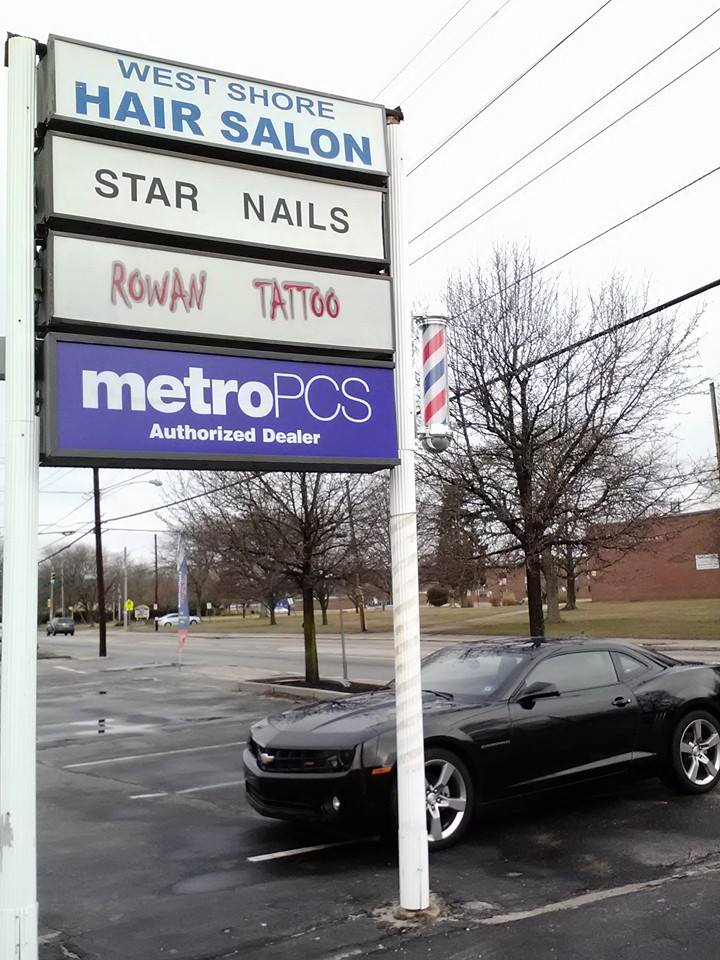 WEST SHORE
HAIR SALON
STAR NAILS
ROWAN TATTOO
metroPCS
Authorized Dealer